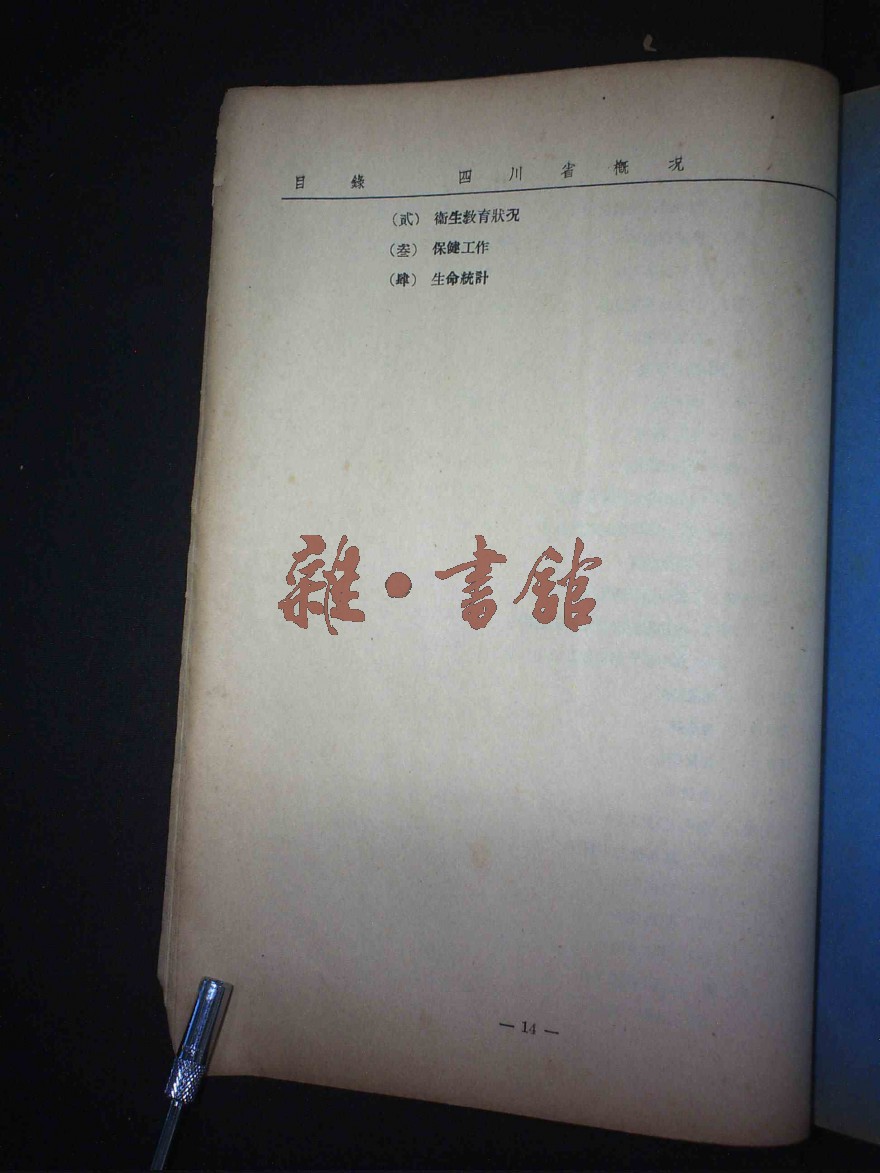 目錄 四川省概況
(貳) 衞生教育狀況
(叁) 保健工作
(肆) 生命統計
雜·書館
— 14 —